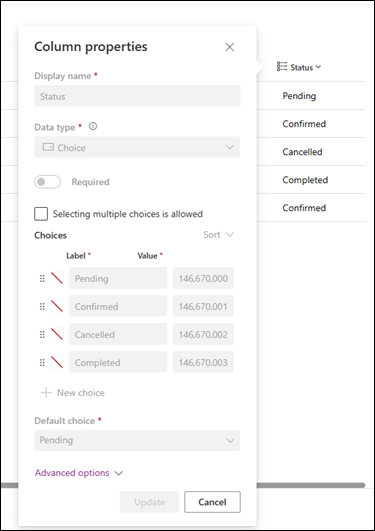 Column properties
Display name *
Status
Status
Pending
Data type *
Confirmed
Choice
Cancelled
Required
Completed
Selecting multiple choices is allowed
Confirmed
Choices
Sort
Label * Value *
Pending 146,670,000
Confirmed 146,670,001
Cancelled 146,670,002
Completed 146,670,003
New choice
Default choice *
Pending
Advanced options
Update Cancel